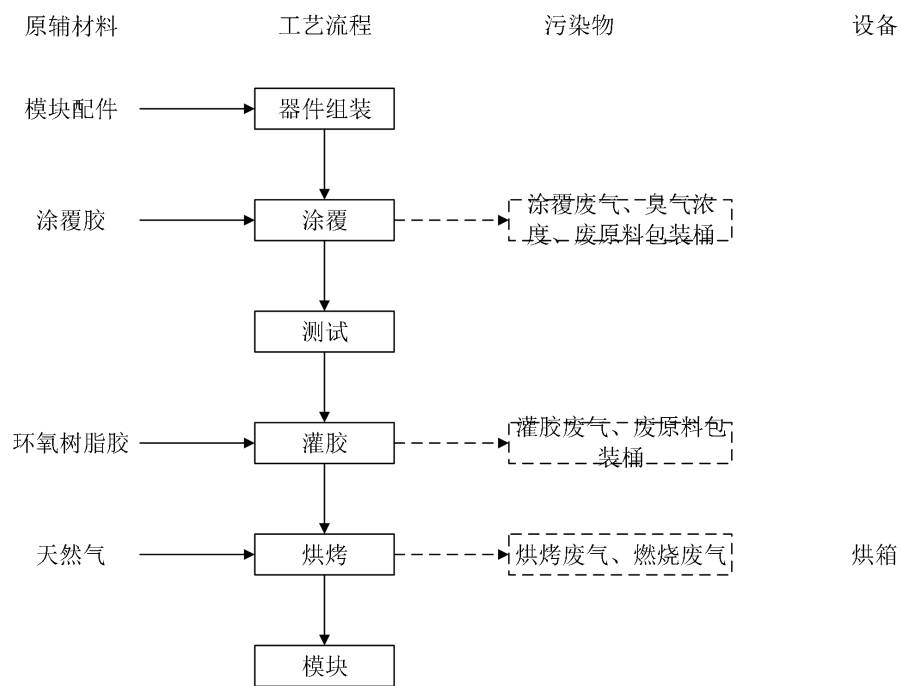 原辅材料 工艺流程 污染物 设备
模块配件 器件组装
涂覆胶 涂覆 涂覆废气、臭气浓
度、废原料包装桶
测试
环氧树脂胶 灌胶 灌胶废气、废原料包
装桶
天然气 烘烤 烘烤废气、燃烧废气 烘箱
模块